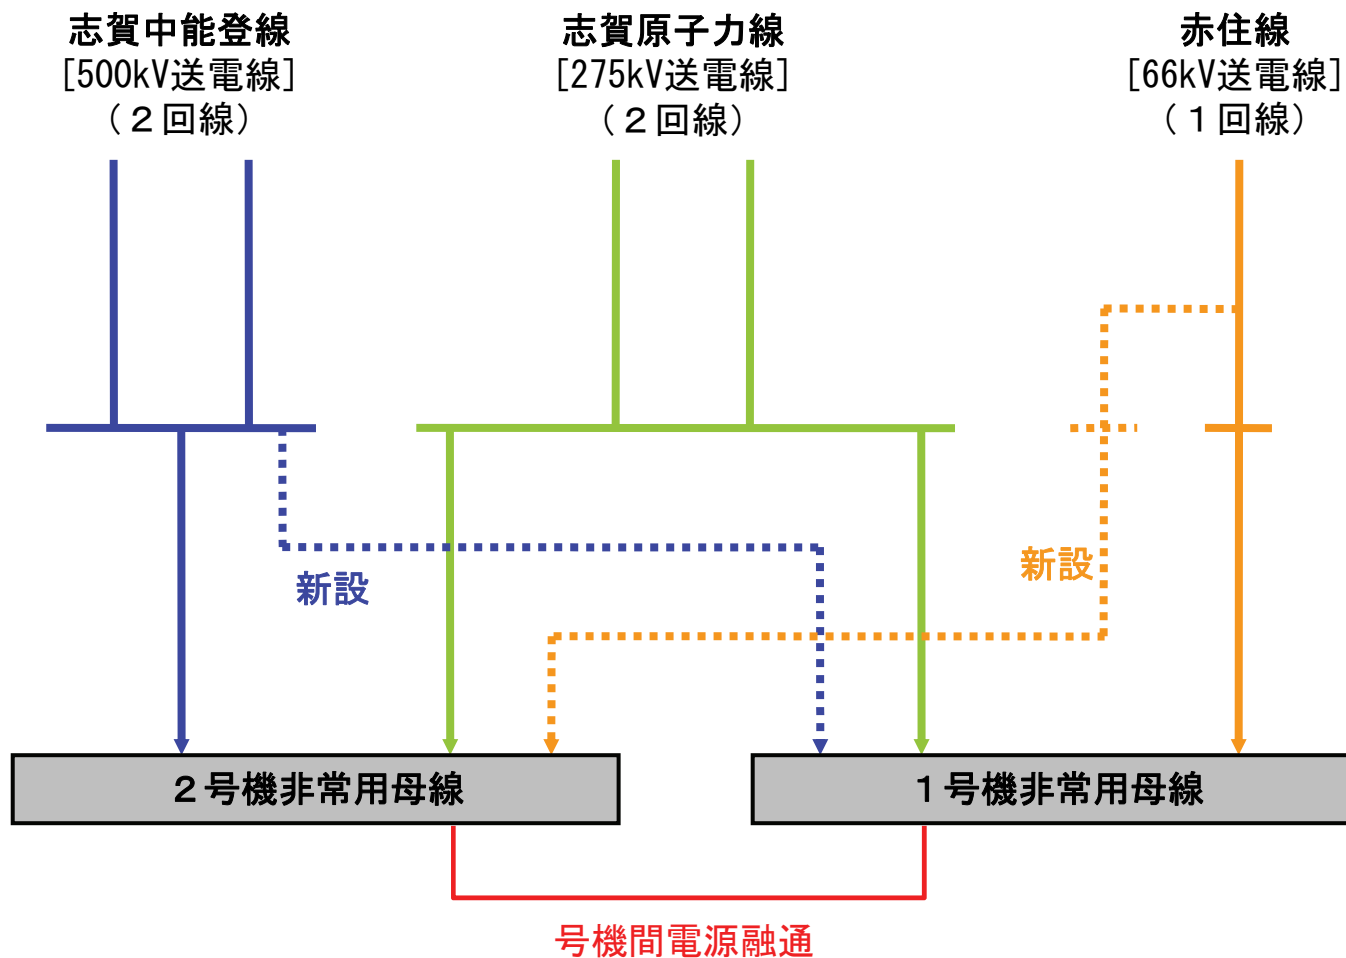 志賀中能登線
[500kV送電線]
（２回線）
志賀原子力線
[275kV送電線]
（２回線）
赤住線
[66kV送電線]
（１回線）
新設
新設
２号機非常用母線
１号機非常用母線
号機間電源融通